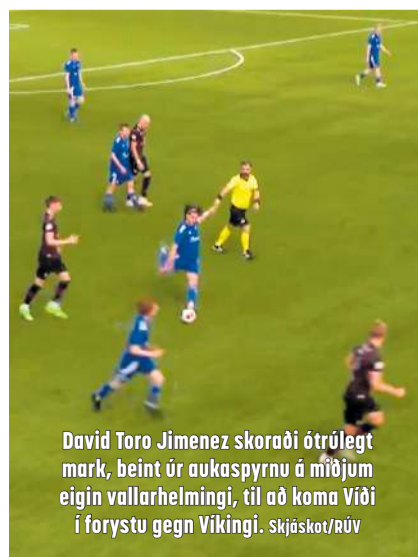 David Toro Jimenez skoraði ótrúlegt
mark, beint úr aukaspyrnu á miðjum
eigin vallarhelmingi, til að koma Víði
í forystu gegn Víkingi. Skjáskot/RÚV